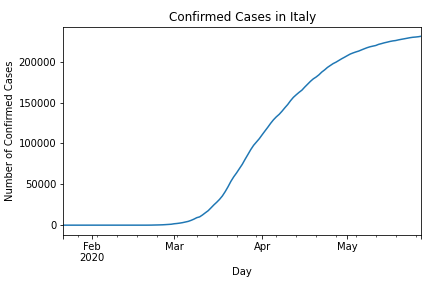 Confirmed Cases in Italy
Number of Confirmed Cases
200000
150000
100000
50000
0
Feb
2020
Mar
Apr
May
Day